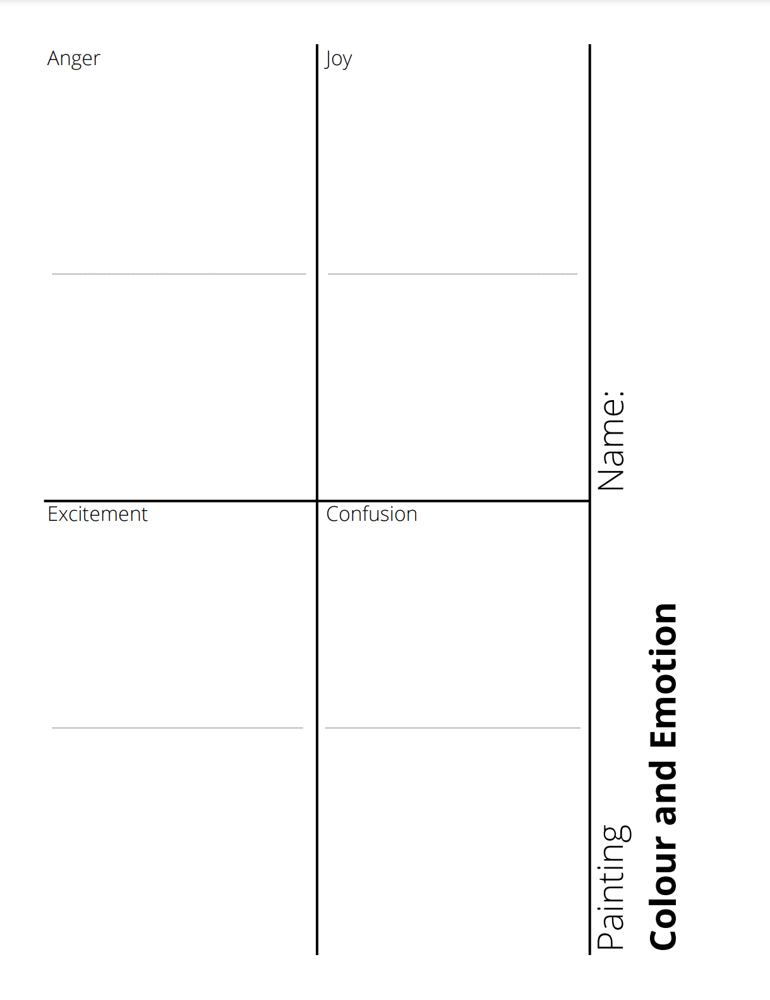 Anger
Joy
Excitement
Confusion
Name:
Painting
Colour and Emotion